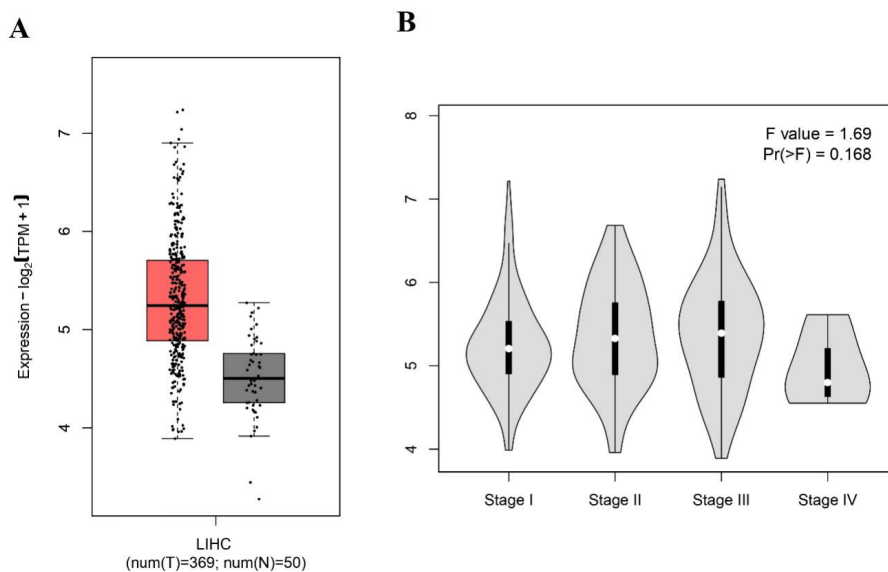 A
Expression − log₂(TPM + 1)
7
6
5
4
LIHC
(num(T)=369; num(N)=50)
B
8
7
6
5
4
F value = 1.69
Pr(>F) = 0.168
Stage I
Stage II
Stage III
Stage IV